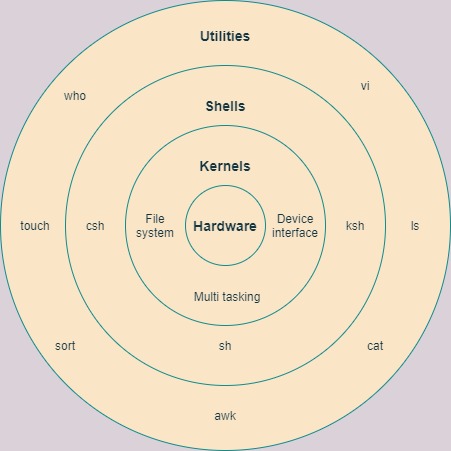 Utilities
vi
who
Shells
Kernels
touch
csh
File
system
Hardware
Device
interface
ksh
ls
Multi tasking
sort
sh
cat
awk